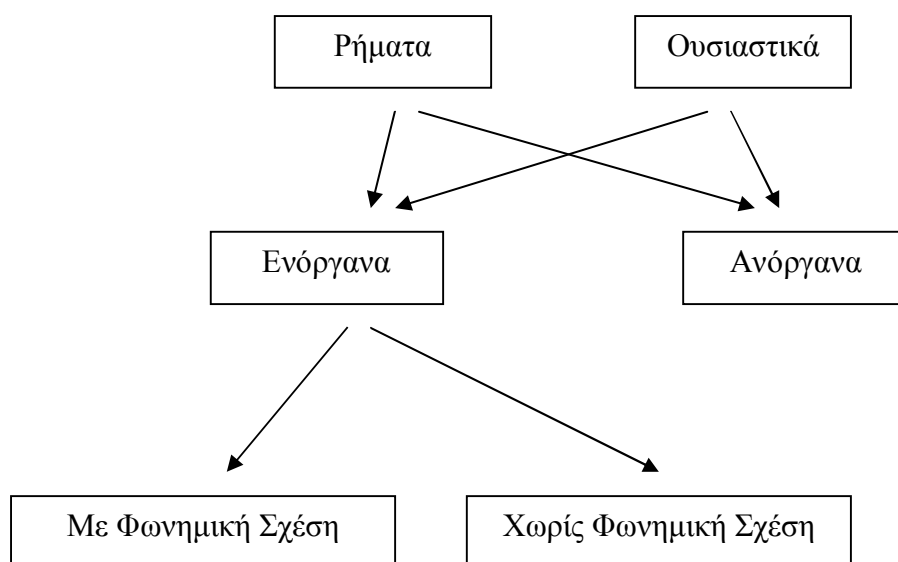 Ρήματα
Ουσιαστικά
Ενόργανα
Ανόργανα
Με Φωνημική Σχέση
Χωρίς Φωνημική Σχέση